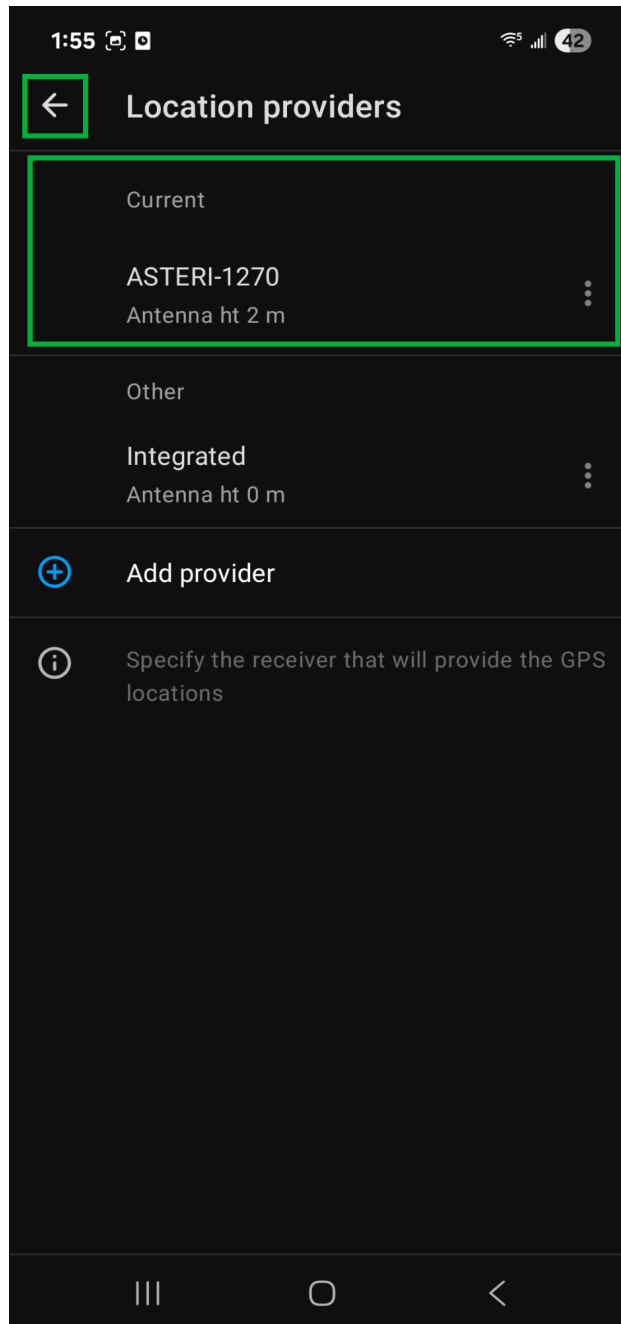 1:55 5 42
Location providers
Current
ASTERI-1270
Antenna ht 2 m
Other
Integrated
Antenna ht 0 m
Add provider
Specify the receiver that will provide the GPS
locations